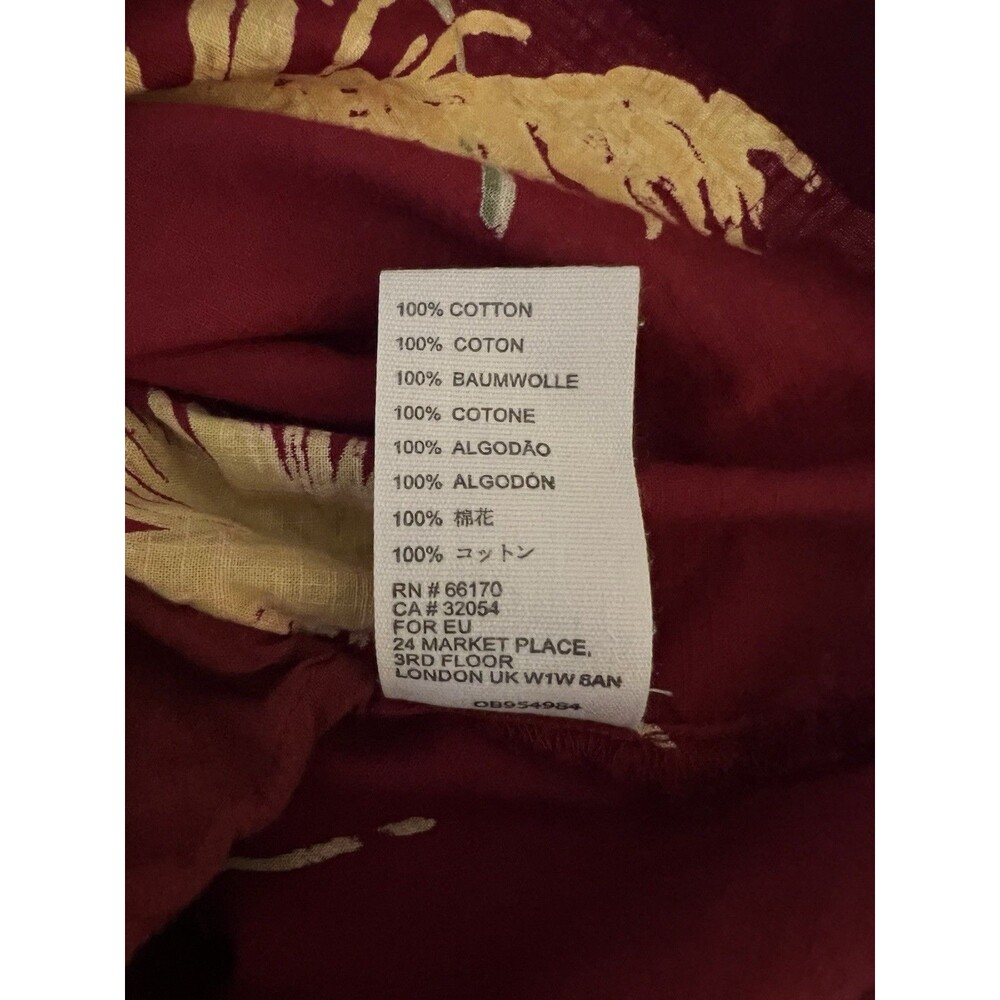 100% COTTON
100% COTON
100% BAUMWOLLE
100% COTONE
100% ALGODÃO
100% ALGODÓN
100% 棉花
100% コットン
RN # 66170
CA # 32054
FOR EU
24 MARKET PLACE,
3RD FLOOR
LONDON UK W1W 8AN
OB954984